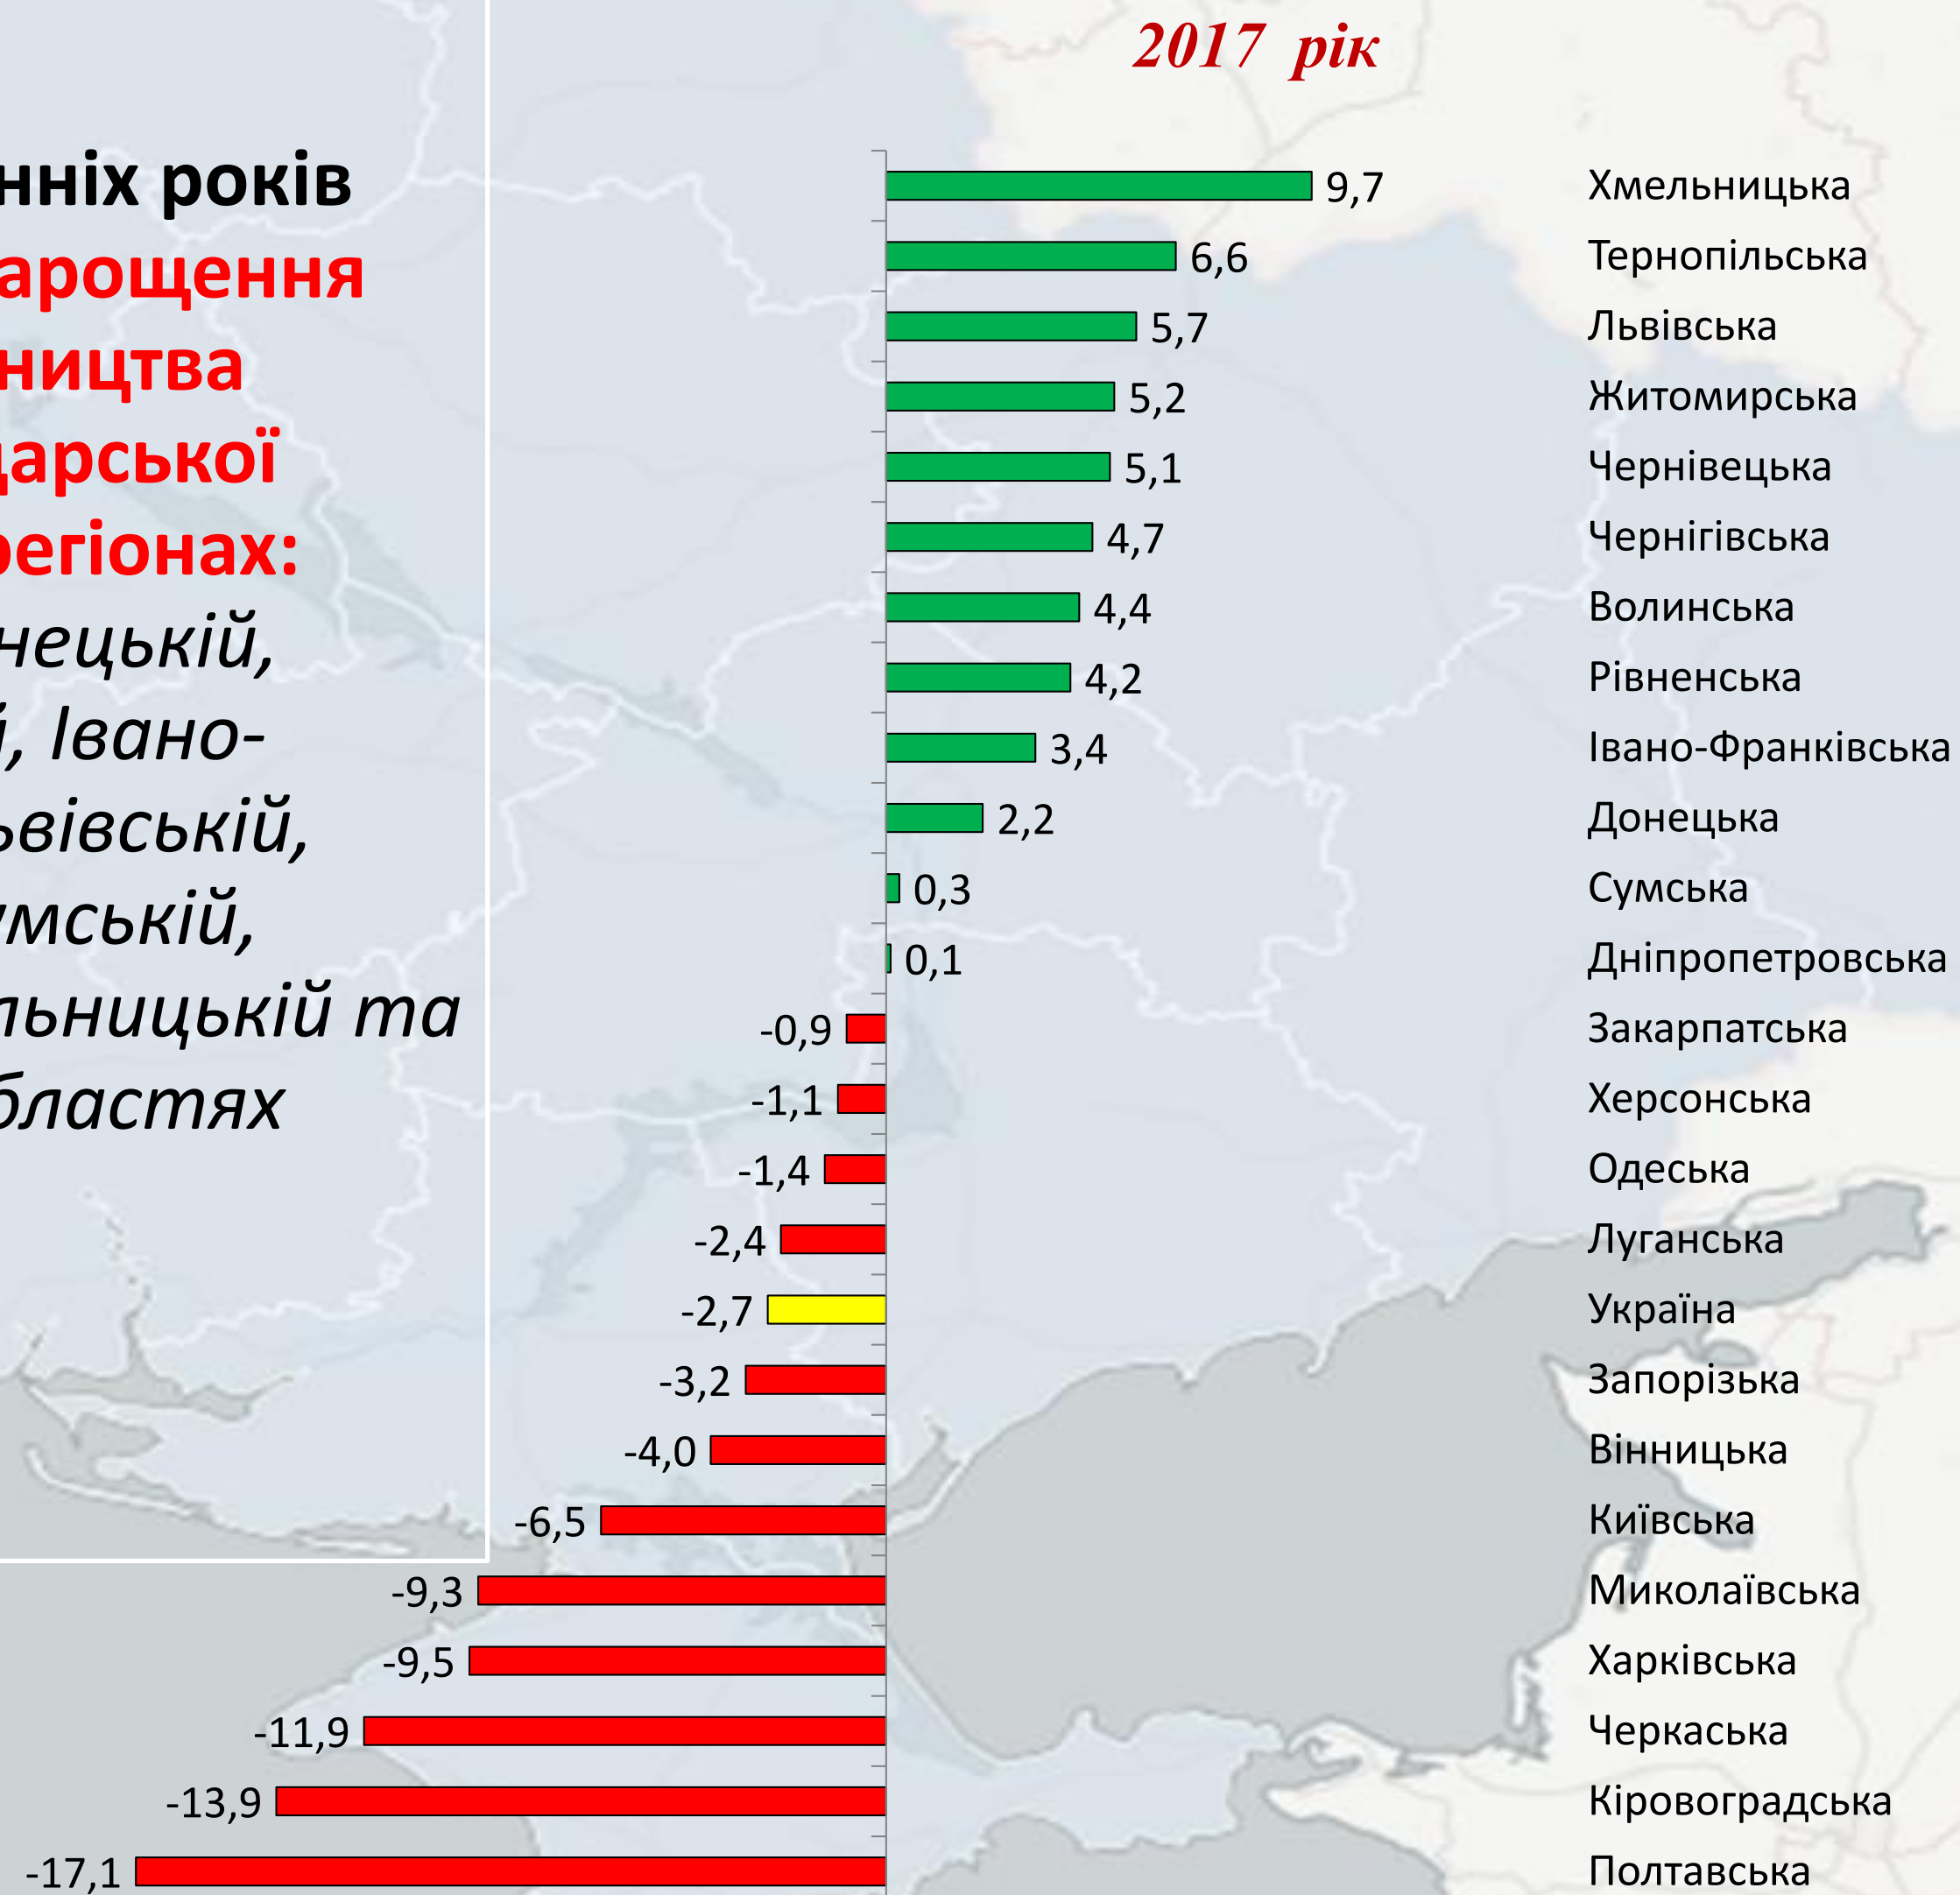 нніх років
арощення
ництва
дарської
регіонах:
нецькій,
й, Івано-
ьвівській,
умській,
льницькій та
бластях
2017 рік
9,7 Хмельницька
6,6 Тернопільська
5,7 Львівська
5,2 Житомирська
5,1 Чернівецька
4,7 Чернігівська
4,4 Волинська
4,2 Рівненська
3,4 Івано-Франківська
2,2 Донецька
0,3 Сумська
0,1 Дніпропетровська
-0,9 Закарпатська
-1,1 Херсонська
-1,4 Одеська
-2,4 Луганська
-2,7 Україна
-3,2 Запорізька
-4,0 Вінницька
-6,5 Київська
-9,3 Миколаївська
-9,5 Харківська
-11,9 Черкаська
-13,9 Кіровоградська
-17,1 Полтавська